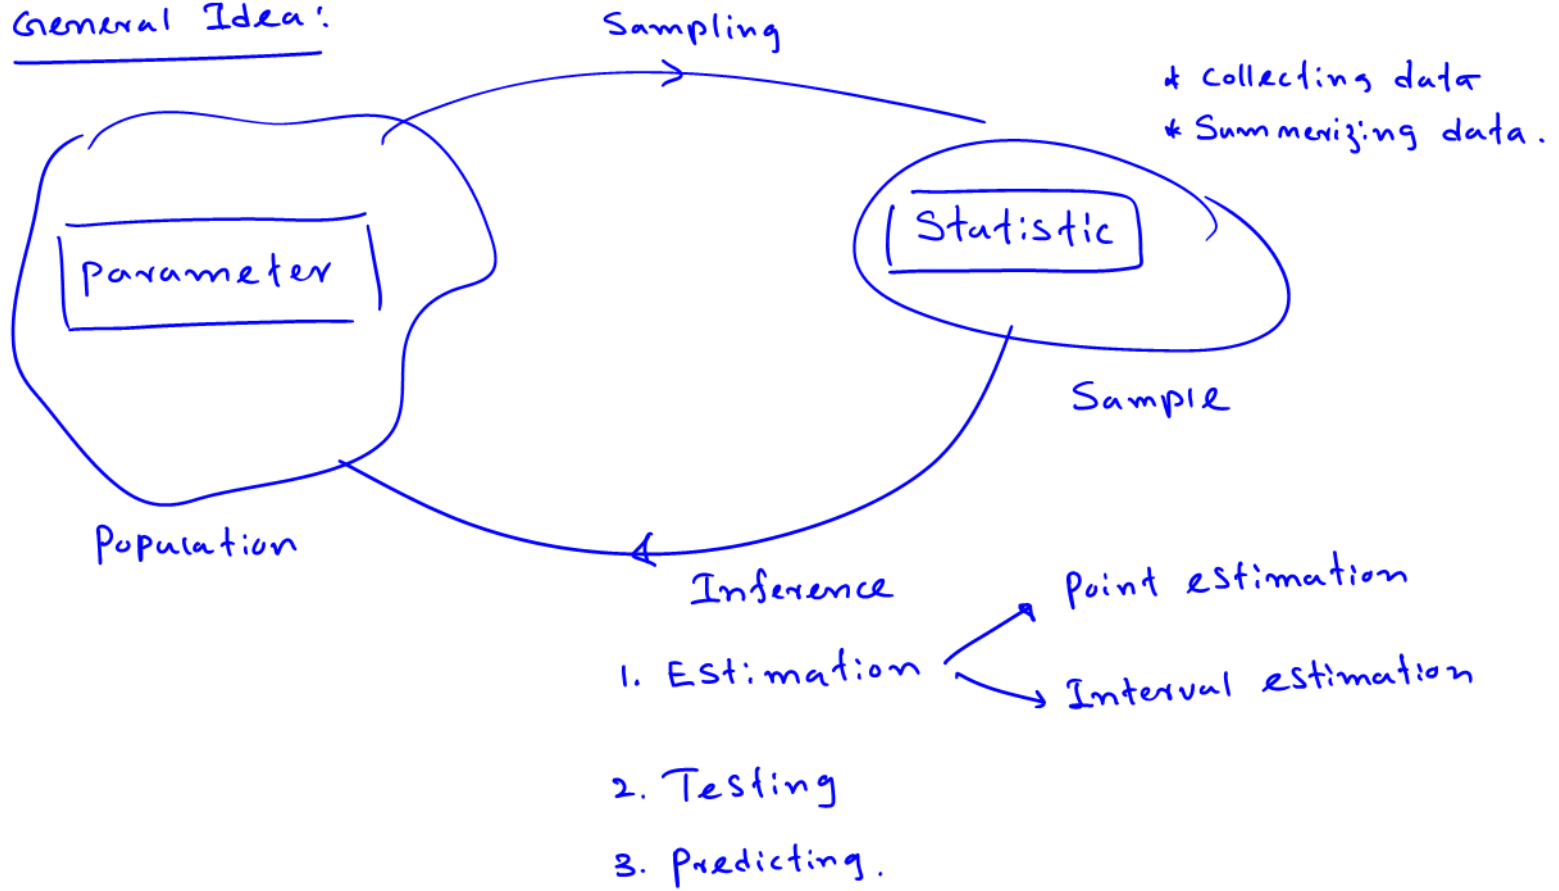 General Idea:
Sampling
* Collecting data
* Summerizing data.
Parameter
Statistic
Sample
Population
Inference
1. Estimation
Point estimation
Interval estimation
2. Testing
3. Predicting.